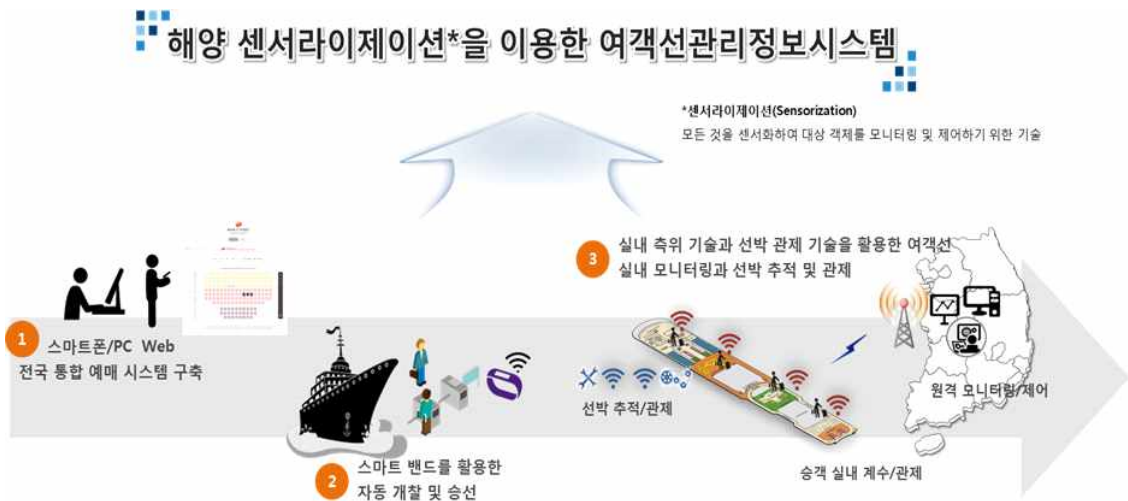 해양 센서라이제이션*을 이용한 여객선관리정보시스템
*센서라이제이션(Sensorization)
모든 것을 센서화하여 대상 객체를 모니터링 및 제어하기 위한 기술
1
스마트폰/PC Web
전국 통합 예매 시스템 구축
2
스마트 밴드를 활용한
자동 개찰 및 승선
3
실내 측위 기술과 선박 관제 기술을 활용한 여객선
실내 모니터링과 선박 추적 및 관제
선박 추적/관제
승객 실내 계수/관제
원격 모니터링/제어